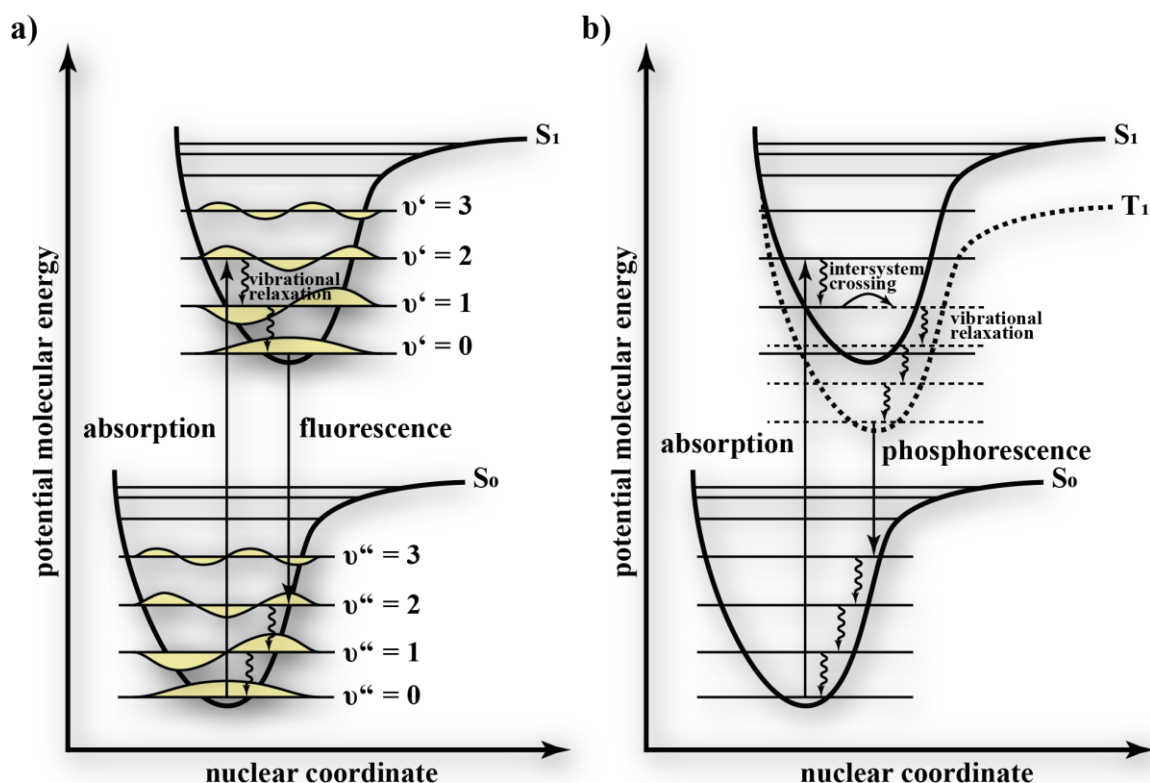 a)
potential molecular energy
S₁
υ‘ = 3
υ‘ = 2
vibrational
relaxation
υ‘ = 1
υ‘ = 0
absorption
fluorescence
S₀
υ“ = 3
υ“ = 2
υ“ = 1
υ“ = 0
nuclear coordinate
b)
potential molecular energy
S₁
T₁
intersystem
crossing
vibrational
relaxation
absorption
phosphorescence
S₀
nuclear coordinate